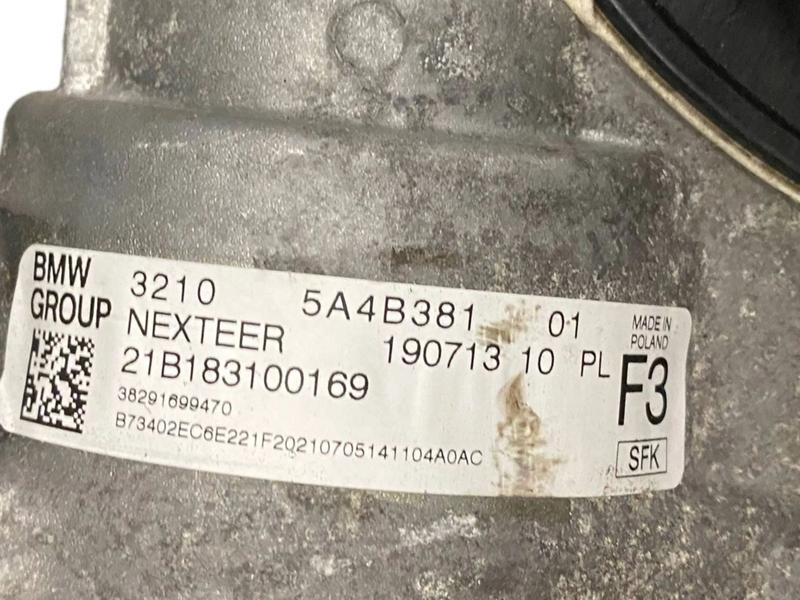 BMW GROUP
3210 5A4B381 01
NEXTEER 190713 10 PL
21B183100169
38291699470
B73402EC6E221F20210705141104A0AC
MADE IN
POLAND
F3
SFK